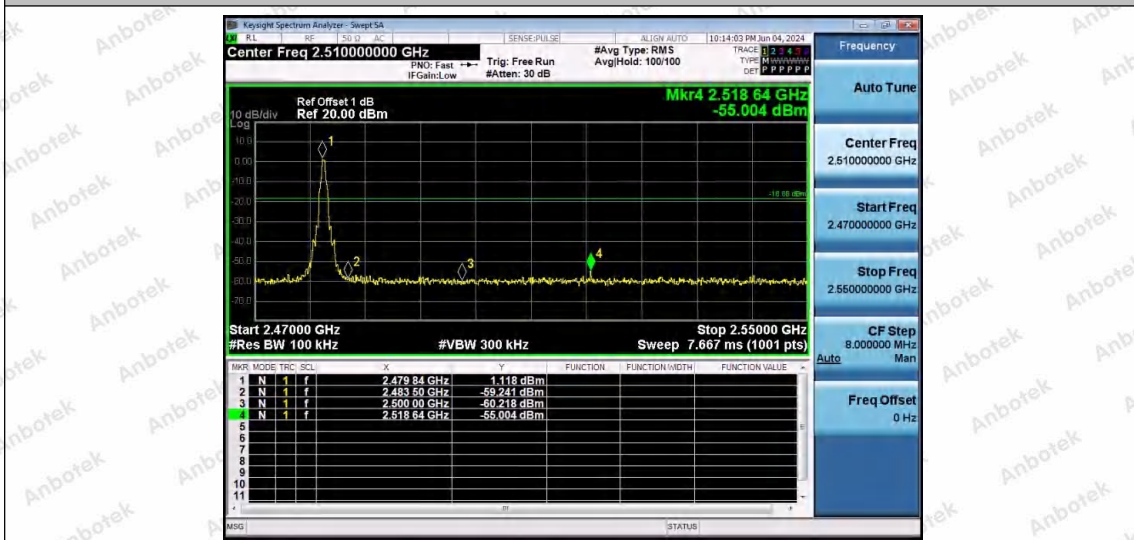 Keysight Spectrum Analyzer - Swept SA
RL RF 50 Ω AC SENSE:PULSE ALIGN AUTO 10:14:03 PM Jun 04, 2024
Center Freq 2.510000000 GHz
PNO: Fast
IFGain:Low
Trig: Free Run
#Atten: 30 dB
#Avg Type: RMS
Avg|Hold: 100/100
TRACE 1 2 3 4 5 6
TYPE M W W W W W
DET P P P P P P
Mkr4 2.518 64 GHz
-55.004 dBm
Ref Offset 1 dB
Ref 20.00 dBm
10 dB/div
Log
10.0
0.00
-10.0
-20.0
-30.0
-40.0
-50.0
-60.0
-70.0
1
2
3
4
Start 2.47000 GHz
Stop 2.55000 GHz
#Res BW 100 kHz #VBW 300 kHz Sweep 7.667 ms (1001 pts)
MKR MODE TRC SCL X Y FUNCTION FUNCTION WIDTH FUNCTION VALUE
1 N 1 f 2.479 84 GHz 1.118 dBm
2 N 1 f 2.483 50 GHz -59.241 dBm
3 N 1 f 2.500 00 GHz -60.218 dBm
4 N 1 f 2.518 64 GHz -55.004 dBm
5
6
7
8
9
10
11
MSG STATUS
Frequency
Auto Tune
Center Freq
2.510000000 GHz
Start Freq
2.470000000 GHz
Stop Freq
2.550000000 GHz
CF Step
8.000000 MHz
Auto Man
Freq Offset
0 Hz
Anbotek